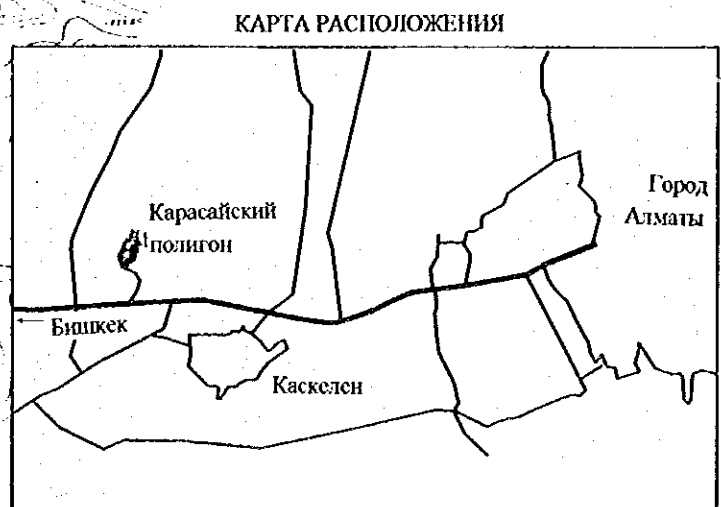 КАРТА РАСПОЛОЖЕНИЯ
Город
Алматы
Карасайский
полигон
← Бишкек
Каскелен